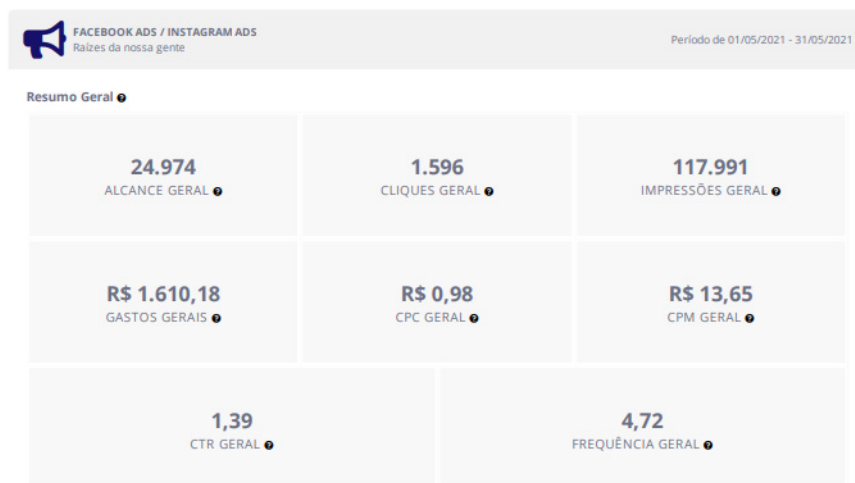 FACEBOOK ADS / INSTAGRAM ADS
Raízes da nossa gente
Período de 01/05/2021 - 31/05/2021
Resumo Geral
24.974
ALCANCE GERAL
1.596
CLIQUES GERAL
117.991
IMPRESSÕES GERAL
R$ 1.610,18
GASTOS GERAIS
R$ 0,98
CPC GERAL
R$ 13,65
CPM GERAL
1,39
CTR GERAL
4,72
FREQUÊNCIA GERAL